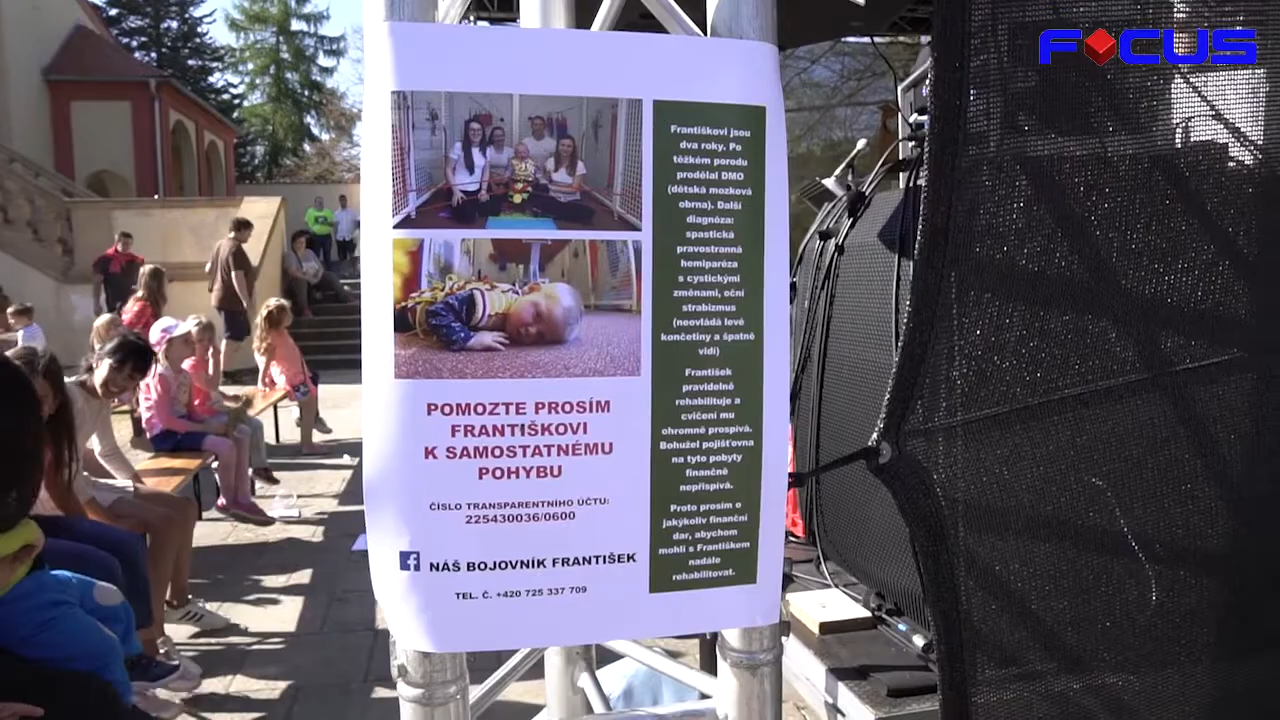 FOCUS
Františkovi jsou
dva roky. Po
těžkém porodu
prodělal DMO
(dětská mozková
obrna). Další
diagnóza:
spastická
pravostranná
hemiparéza
s cystickými
změnami, oční
strabizmus
(neovládá levé
končetiny a špatně
vidí)
František
pravidelně
rehabilituje a
cvičení mu
ohromně prospívá.
Bohužel pojišťovna
na tyto pobyty
finančně
nepřispívá.
Proto prosím o
jakýkoliv finanční
dar, abychom
mohli s Františkem
nadále
rehabilitovat.
POMOZTE PROSÍM
FRANTIŠKOVI
K SAMOSTATNÉMU
POHYBU
ČÍSLO TRANSPARENTNÍHO ÚČTU:
225430036/0600
f NÁŠ BOJOVNÍK FRANTIŠEK
TEL. Č. +420 725 337 709